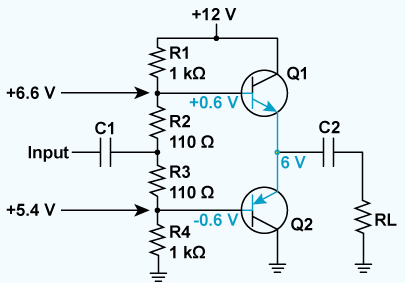 +12 V
R1
1 kΩ
Q1
+6.6 V
+0.6 V
R2
110 Ω
C1
C2
Input
6 V
R3
110 Ω
+5.4 V
-0.6 V
Q2
RL
R4
1 kΩ